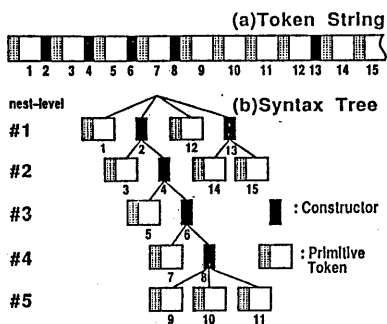 (a)Token String
1 2 3 4 5 6 7 8 9 10 11 12 13 14 15
nest-level
(b)Syntax Tree
#1
1 2 12 13
#2
3 4 14 15
#3
5 6
: Constructor
#4
7 8
: Primitive
Token
#5
9 10 11